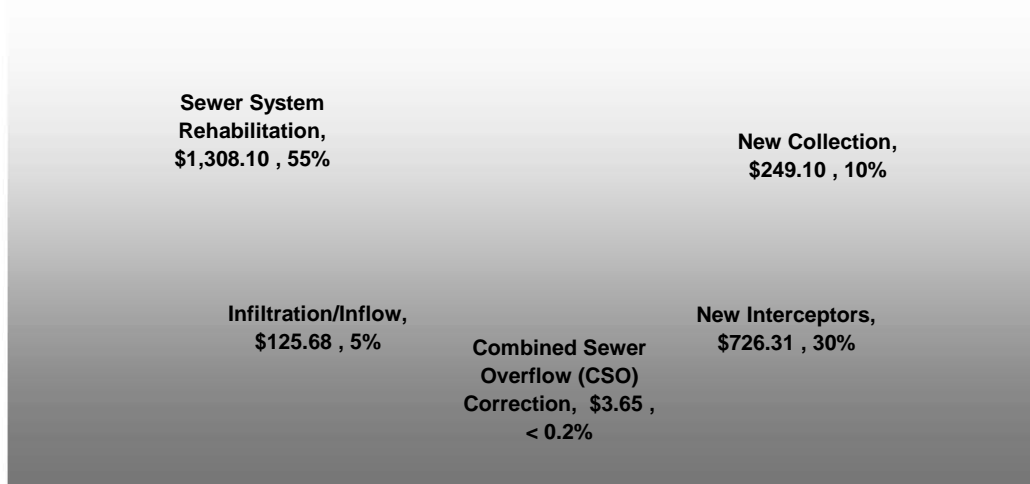 Sewer System
Rehabilitation,
$1,308.10 , 55%
New Collection,
$249.10 , 10%
Infiltration/Inflow,
$125.68 , 5%
Combined Sewer
Overflow (CSO)
Correction,  $3.65 ,
< 0.2%
New Interceptors,
$726.31 , 30%